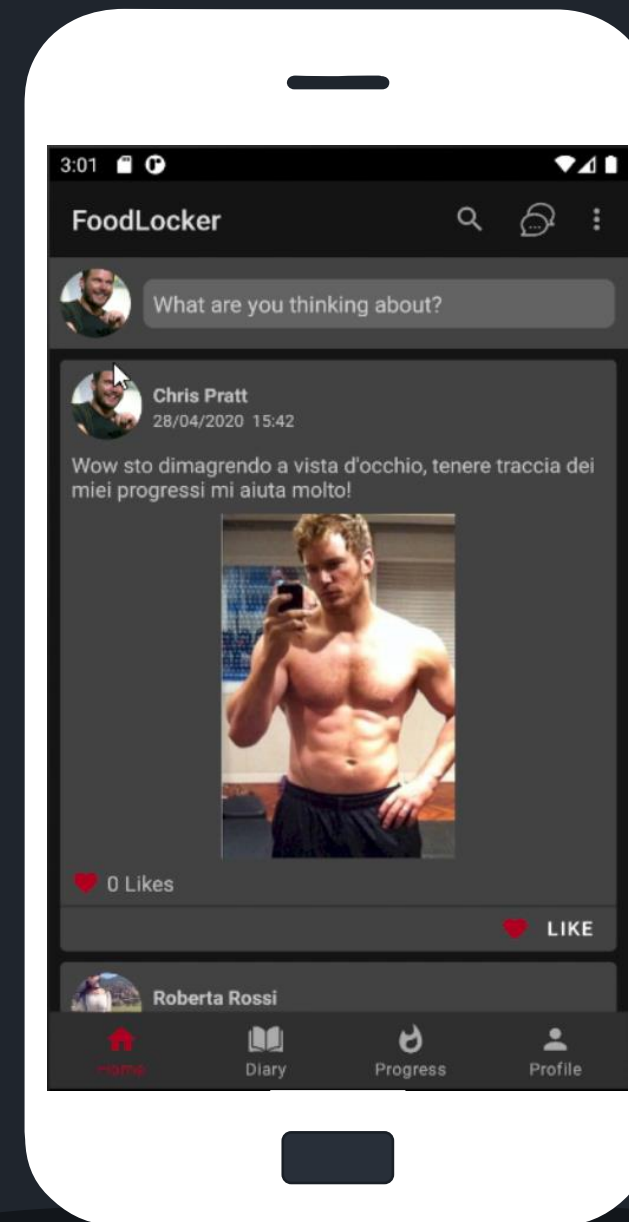 3:01
FoodLocker
What are you thinking about?
Chris Pratt
28/04/2020 15:42
Wow sto dimagrendo a vista d'occhio, tenere traccia dei
miei progressi mi aiuta molto!
0 Likes
LIKE
Roberta Rossi
Home Diary Progress Profile